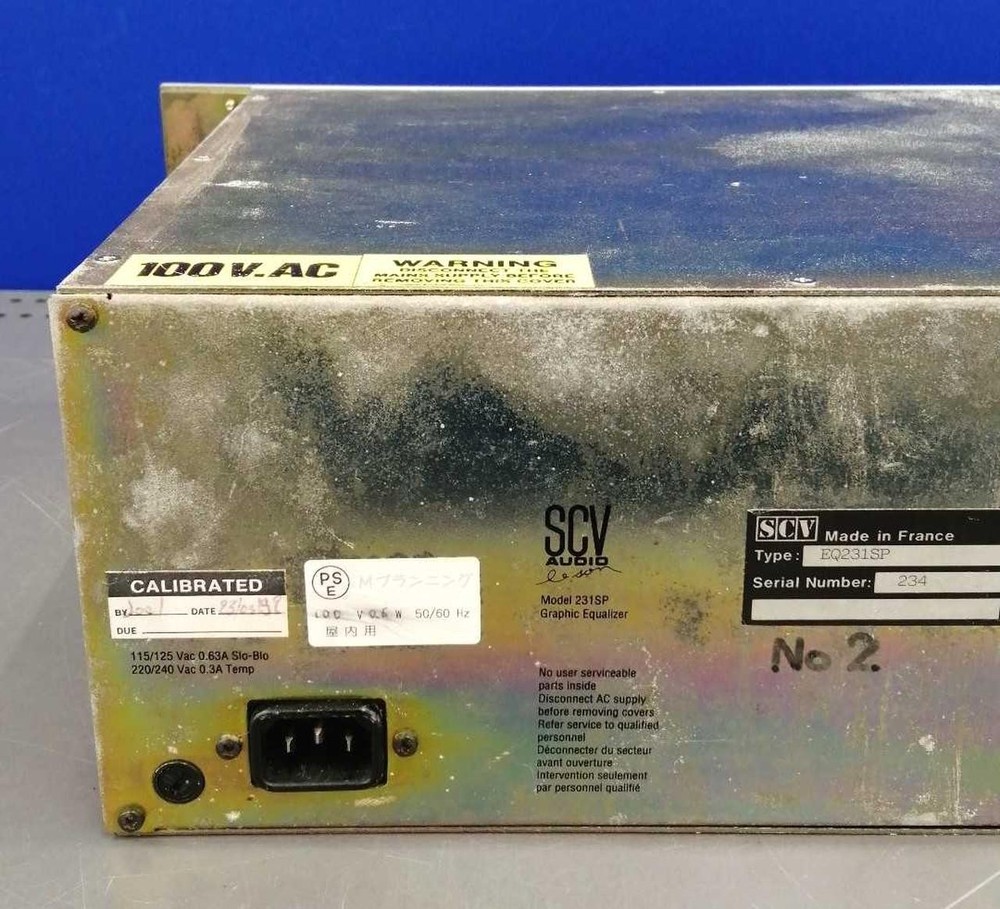 100V.AC
WARNING
DISCONNECT THE
MAINS SUPPLY BEFORE
REMOVING THIS COVER
CALIBRATED
BY DATE
DUE
115/125 Vac 0.63A Slo-Blo
220/240 Vac 0.3A Temp
PS
E
Mプランニング
100 V W 50/60 Hz
屋内用
SCV
AUDIO
le son
Model 231SP
Graphic Equalizer
No user serviceable
parts inside
Disconnect AC supply
before removing covers
Refer service to qualified
personnel
Déconnecter du secteur
avant ouverture
Intervention seulement
par personnel qualifié
SCV Made in France
Type: EQ231SP
Serial Number: 234
No 2.